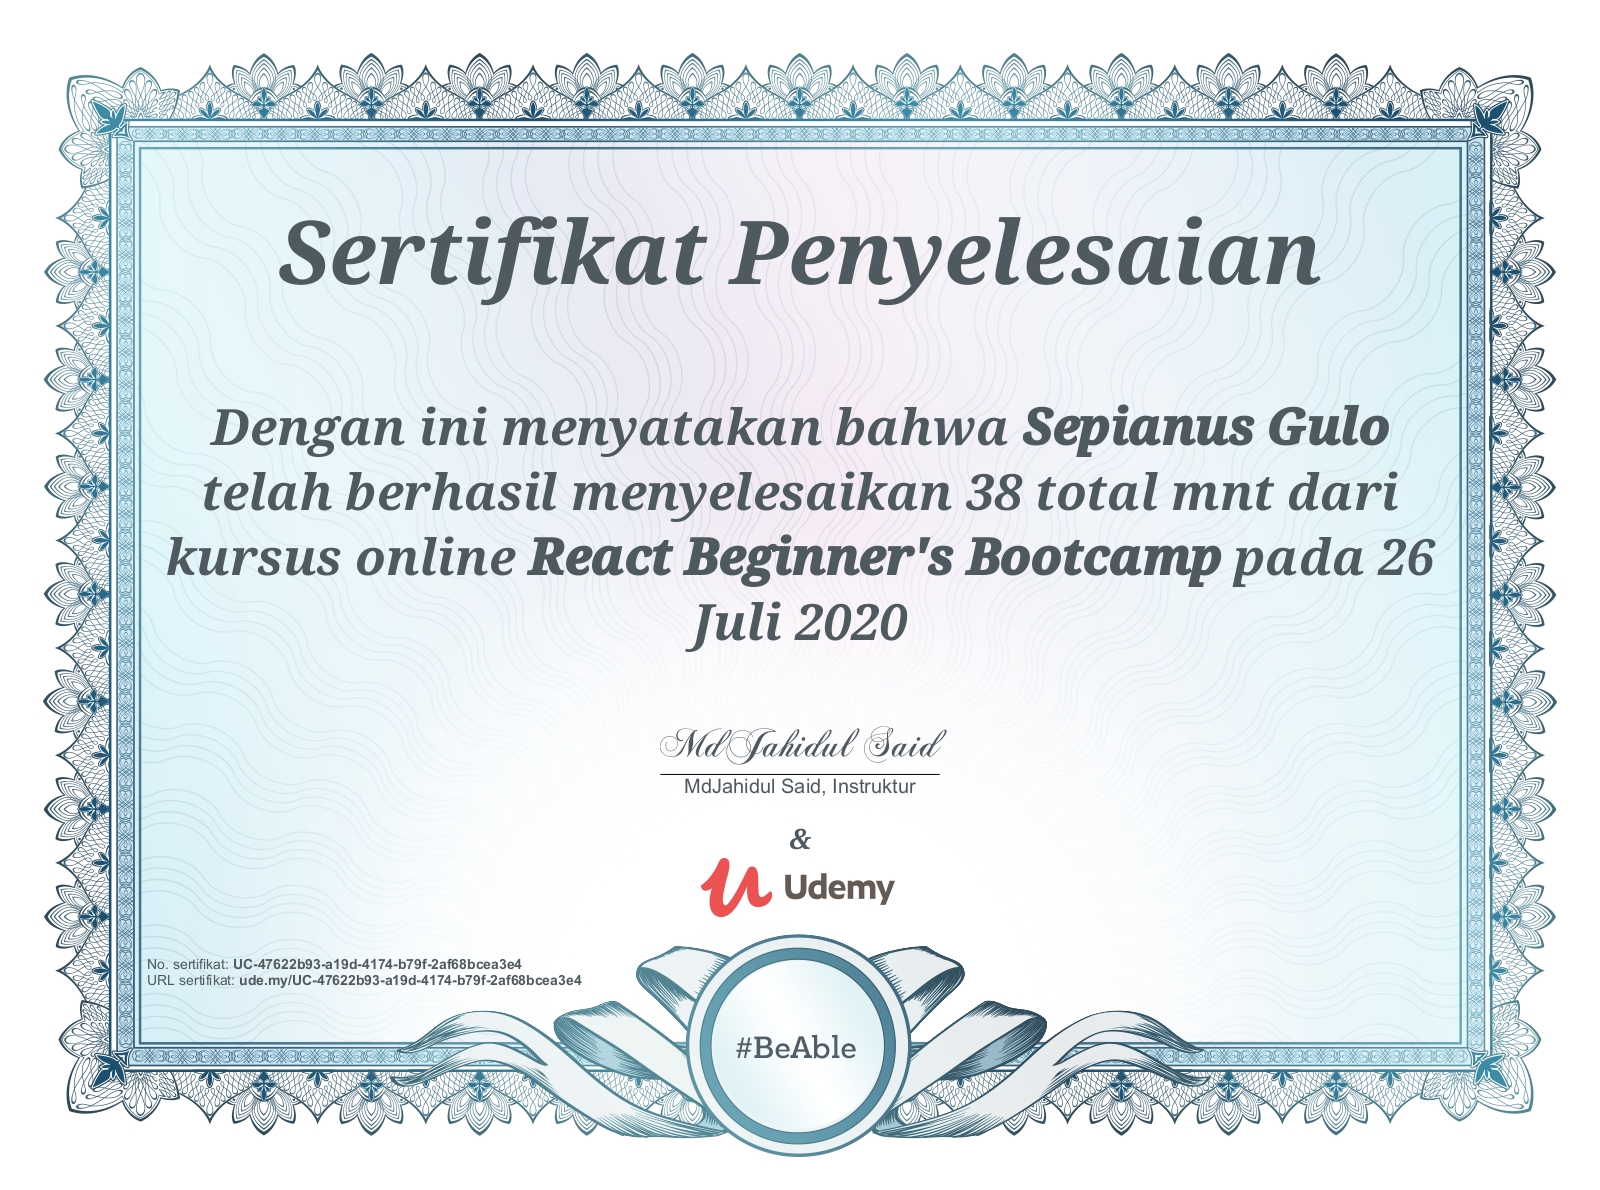 Sertifikat Penyelesaian
Dengan ini menyatakan bahwa Sepianus Gulo
telah berhasil menyelesaikan 38 total mnt dari
kursus online React Beginner's Bootcamp pada 26
Juli 2020
MdJahidul Said
MdJahidul Said, Instruktur
&
Udemy
No. sertifikat: UC-47622b93-a19d-4174-b79f-2af68bcea3e4
URL sertifikat: ude.my/UC-47622b93-a19d-4174-b79f-2af68bcea3e4
#BeAble